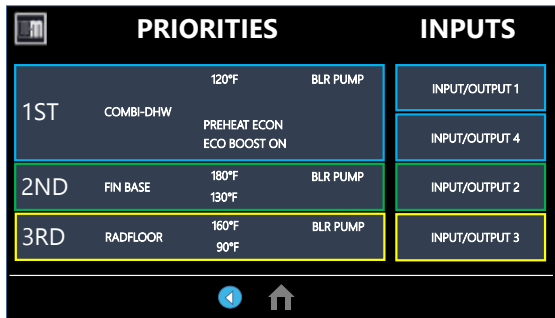 PRIORITIES INPUTS
120°F BLR PUMP
INPUT/OUTPUT 1
1ST COMBI-DHW
PREHEAT ECON
ECO BOOST ON
INPUT/OUTPUT 4
2ND FIN BASE 180°F BLR PUMP
130°F
INPUT/OUTPUT 2
3RD RADFLOOR 160°F BLR PUMP
90°F
INPUT/OUTPUT 3